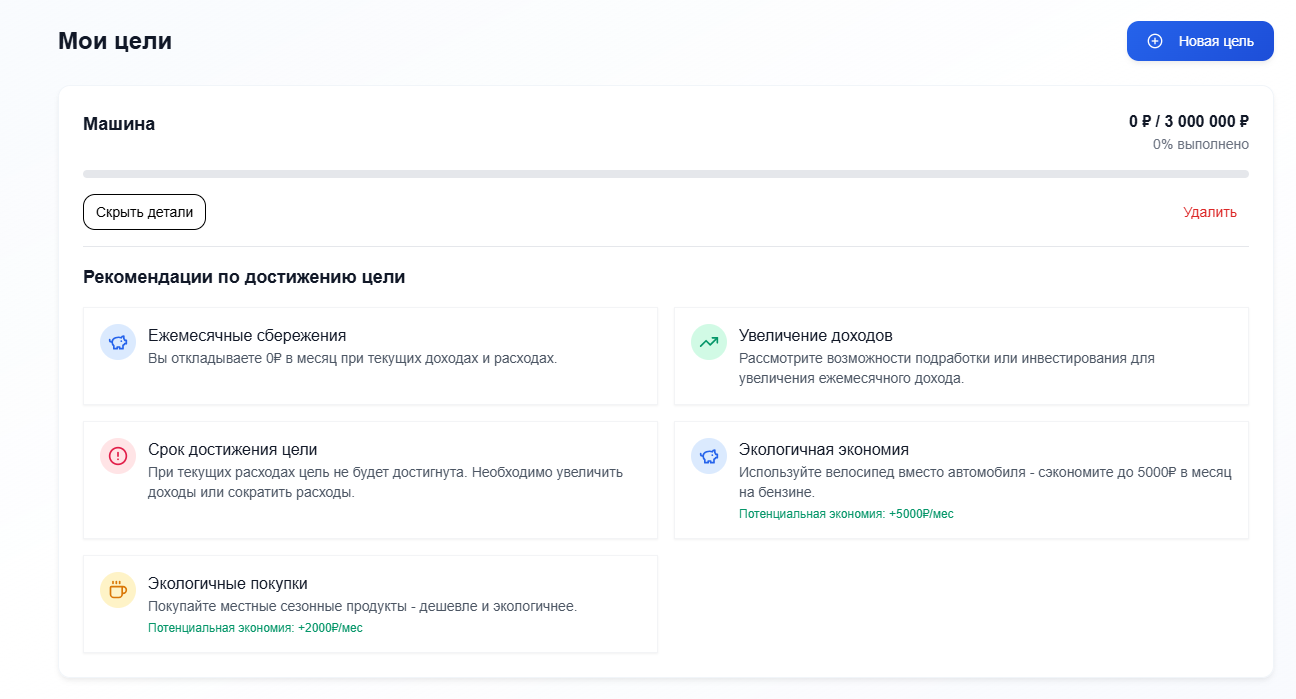 Мои цели
Новая цель
Машина
0 ₽ / 3 000 000 ₽
0% выполнено
Скрыть детали
Удалить
Рекомендации по достижению цели
Ежемесячные сбережения
Вы откладываете 0₽ в месяц при текущих доходах и расходах.
Увеличение доходов
Рассмотрите возможности подработки или инвестирования для
увеличения ежемесячного дохода.
Срок достижения цели
При текущих расходах цель не будет достигнута. Необходимо увеличить
доходы или сократить расходы.
Экологичная экономия
Используйте велосипед вместо автомобиля - сэкономите до 5000₽ в месяц
на бензине.
Потенциальная экономия: +5000₽/мес
Экологичные покупки
Покупайте местные сезонные продукты - дешевле и экологичнее.
Потенциальная экономия: +2000₽/мес